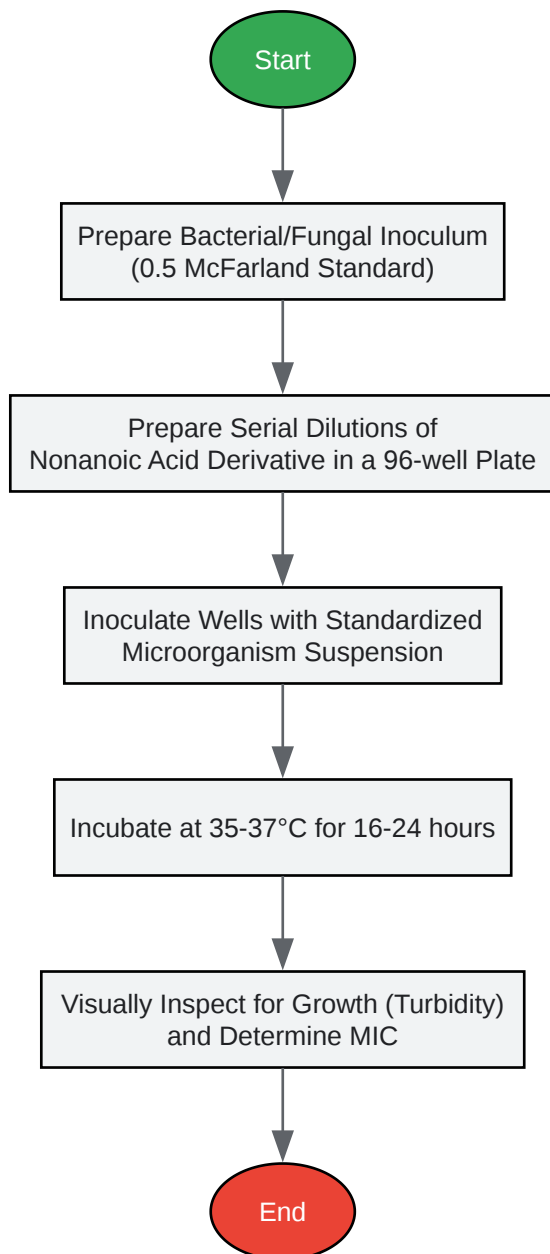 Start
Prepare Bacterial/Fungal Inoculum
(0.5 McFarland Standard)
Prepare Serial Dilutions of
Nonanoic Acid Derivative in a 96-well Plate
Inoculate Wells with Standardized
Microorganism Suspension
Incubate at 35-37°C for 16-24 hours
Visually Inspect for Growth (Turbidity)
and Determine MIC
End